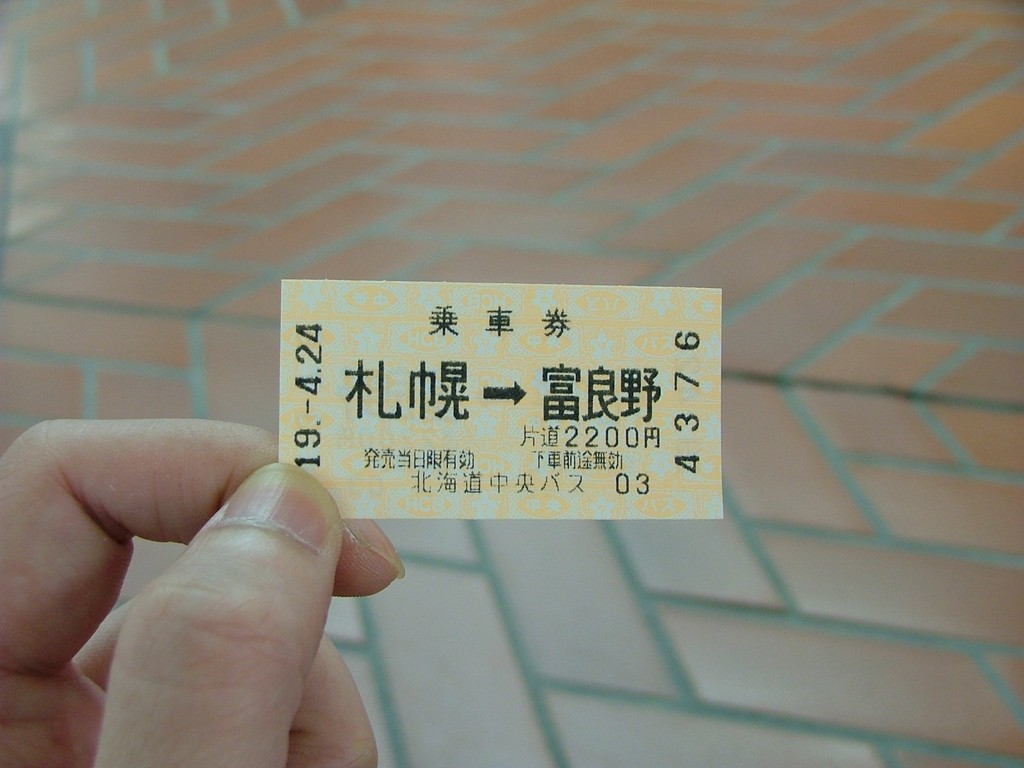 乗車券
19.-4.24
札幌→富良野
片道2200円
発売当日限有効 下車前途無効
北海道中央バス 03
41376